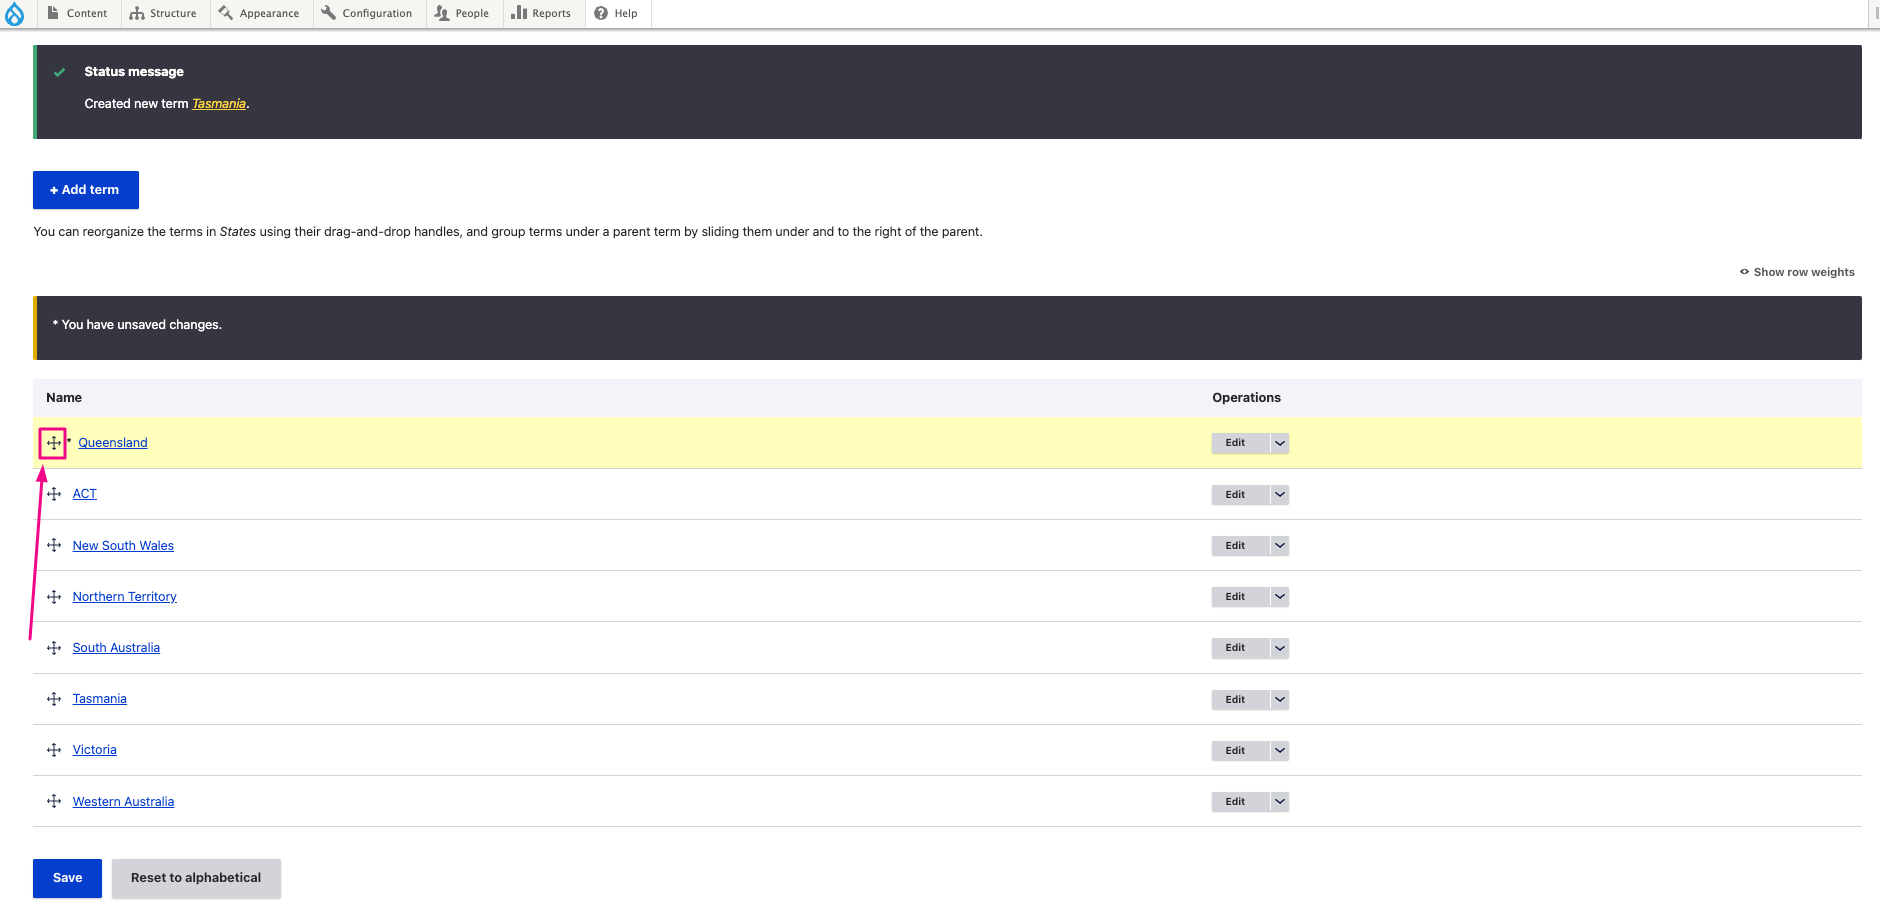 Content Structure Appearance Configuration People Reports Help
Status message
Created new term Tasmania.
+ Add term
You can reorganize the terms in States using their drag-and-drop handles, and group terms under a parent term by sliding them under and to the right of the parent.
Show row weights
* You have unsaved changes.
Name Operations
* Queensland Edit
ACT Edit
New South Wales Edit
Northern Territory Edit
South Australia Edit
Tasmania Edit
Victoria Edit
Western Australia Edit
Save Reset to alphabetical